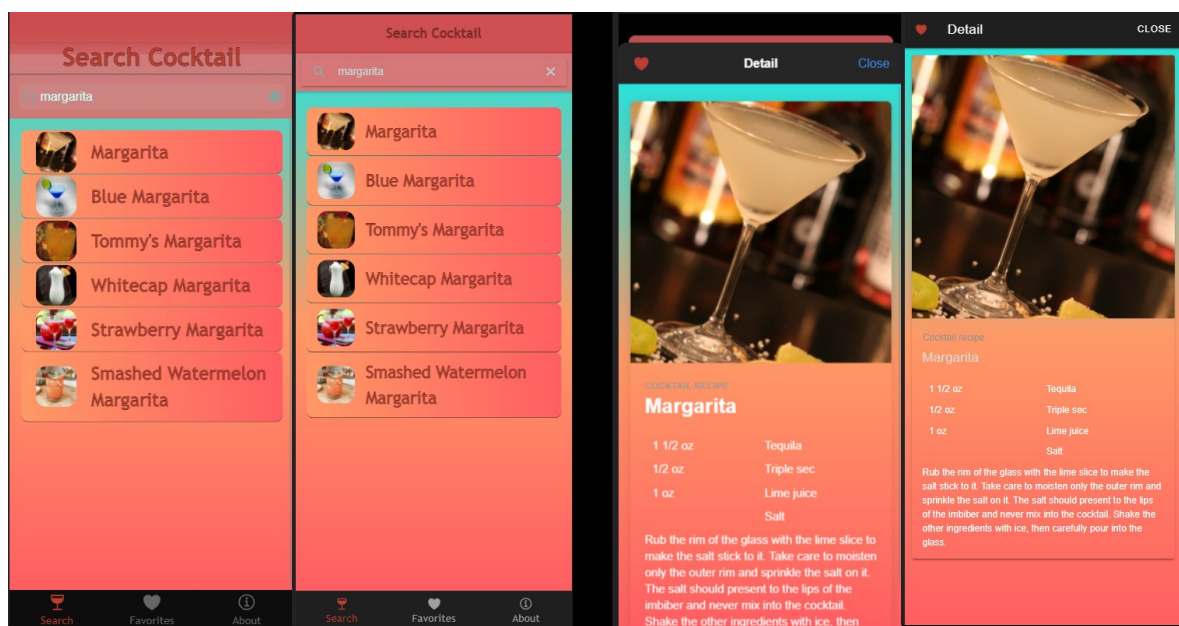 Search Cocktail
margarita
Margarita
Blue Margarita
Tommy's Margarita
Whitecap Margarita
Strawberry Margarita
Smashed Watermelon
Margarita
Search
Favorites
About
Search Cocktail
margarita
Margarita
Blue Margarita
Tommy's Margarita
Whitecap Margarita
Strawberry Margarita
Smashed Watermelon
Margarita
Search
Favorites
About
Detail
Close
COCKTAIL RECIPE
Margarita
1 1/2 oz Tequila
1/2 oz Triple sec
1 oz Lime juice
Salt
Rub the rim of the glass with the lime slice to
make the salt stick to it. Take care to moisten
only the outer rim and sprinkle the salt on it.
The salt should present to the lips of the
imbiber and never mix into the cocktail.
Shake the other ingredients with ice, then
Detail
CLOSE
Cocktail recipe
Margarita
1 1/2 oz Tequila
1/2 oz Triple sec
1 oz Lime juice
Salt
Rub the rim of the glass with the lime slice to make the
salt stick to it. Take care to moisten only the outer rim and
sprinkle the salt on it. The salt should present to the lips
of the imbiber and never mix into the cocktail. Shake the
other ingredients with ice, then carefully pour into the
glass.